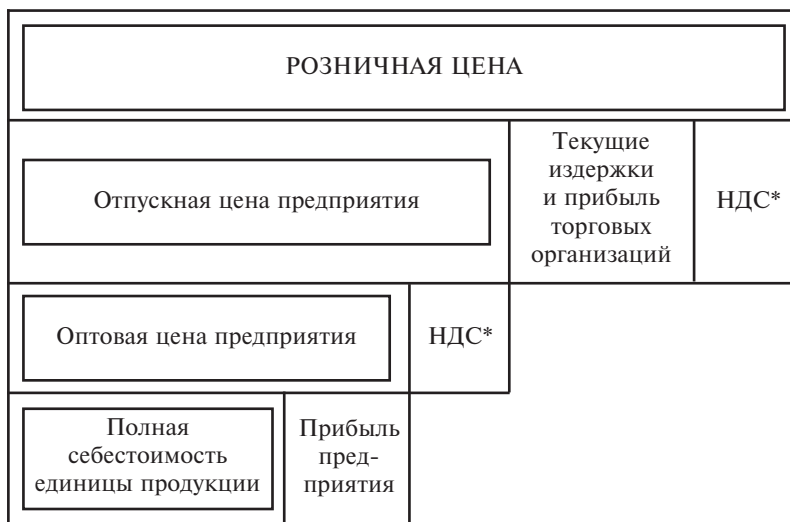 РОЗНИЧНАЯ ЦЕНА
Отпускная цена предприятия
Текущие
издержки
и прибыль
торговых
организаций
НДС*
Оптовая цена предприятия
НДС*
Полная
себестоимость
единицы продукции
Прибыль
пред-
приятия